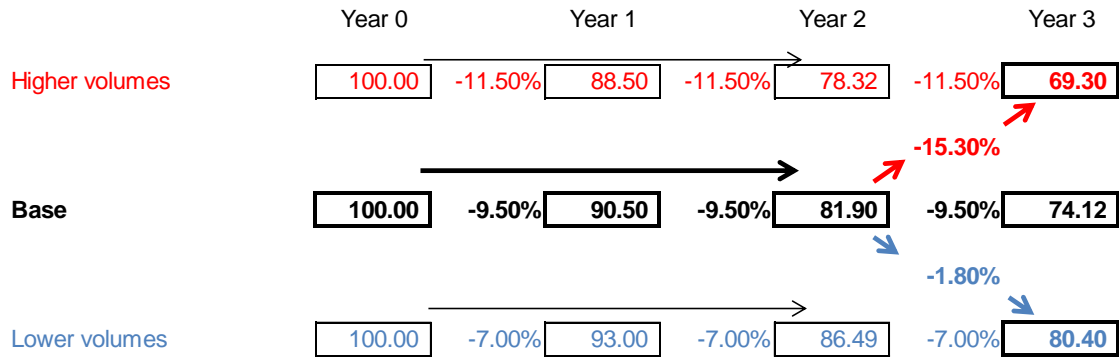 Year 0 Year 1 Year 2 Year 3
Higher volumes 100.00 -11.50% 88.50 -11.50% 78.32 -11.50% 69.30
-15.30%
Base 100.00 -9.50% 90.50 -9.50% 81.90 -9.50% 74.12
-1.80%
Lower volumes 100.00 -7.00% 93.00 -7.00% 86.49 -7.00% 80.40